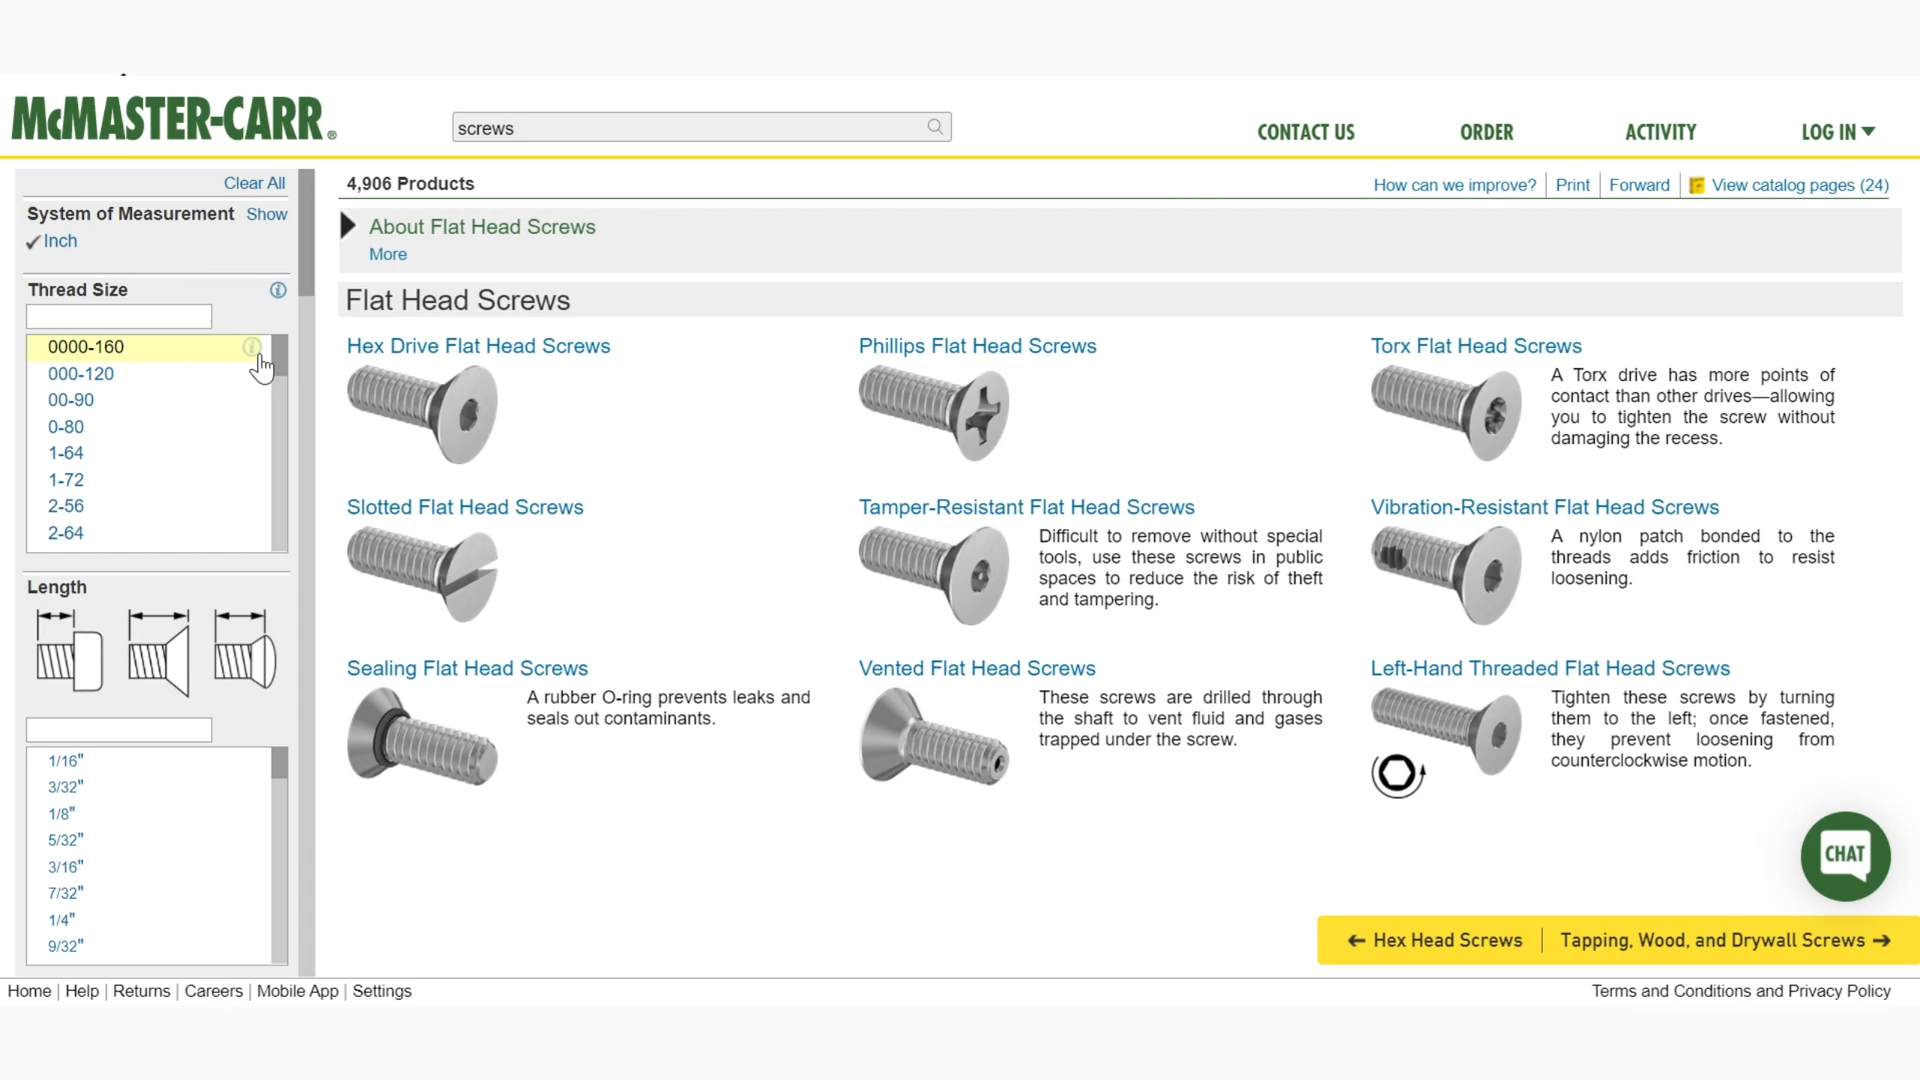 McMASTER-CARR®
screws
CONTACT US
ORDER
ACTIVITY
LOG IN
Clear All
System of Measurement Show
Inch
Thread Size
0000-160
000-120
00-90
0-80
1-64
1-72
2-56
2-64
Length
1/16"
3/32"
1/8"
5/32"
3/16"
7/32"
1/4"
9/32"
4,906 Products
How can we improve? | Print | Forward | View catalog pages (24)
About Flat Head Screws
More
Flat Head Screws
Hex Drive Flat Head Screws
Phillips Flat Head Screws
Torx Flat Head Screws
A Torx drive has more points of
contact than other drives—allowing
you to tighten the screw without
damaging the recess.
Slotted Flat Head Screws
Tamper-Resistant Flat Head Screws
Difficult to remove without special
tools, use these screws in public
spaces to reduce the risk of theft
and tampering.
Vibration-Resistant Flat Head Screws
A nylon patch bonded to the
threads adds friction to resist
loosening.
Sealing Flat Head Screws
A rubber O-ring prevents leaks and
seals out contaminants.
Vented Flat Head Screws
These screws are drilled through
the shaft to vent fluid and gases
trapped under the screw.
Left-Hand Threaded Flat Head Screws
Tighten these screws by turning
them to the left; once fastened,
they prevent loosening from
counterclockwise motion.
CHAT
← Hex Head Screws | Tapping, Wood, and Drywall Screws →
Home | Help | Returns | Careers | Mobile App | Settings
Terms and Conditions and Privacy Policy